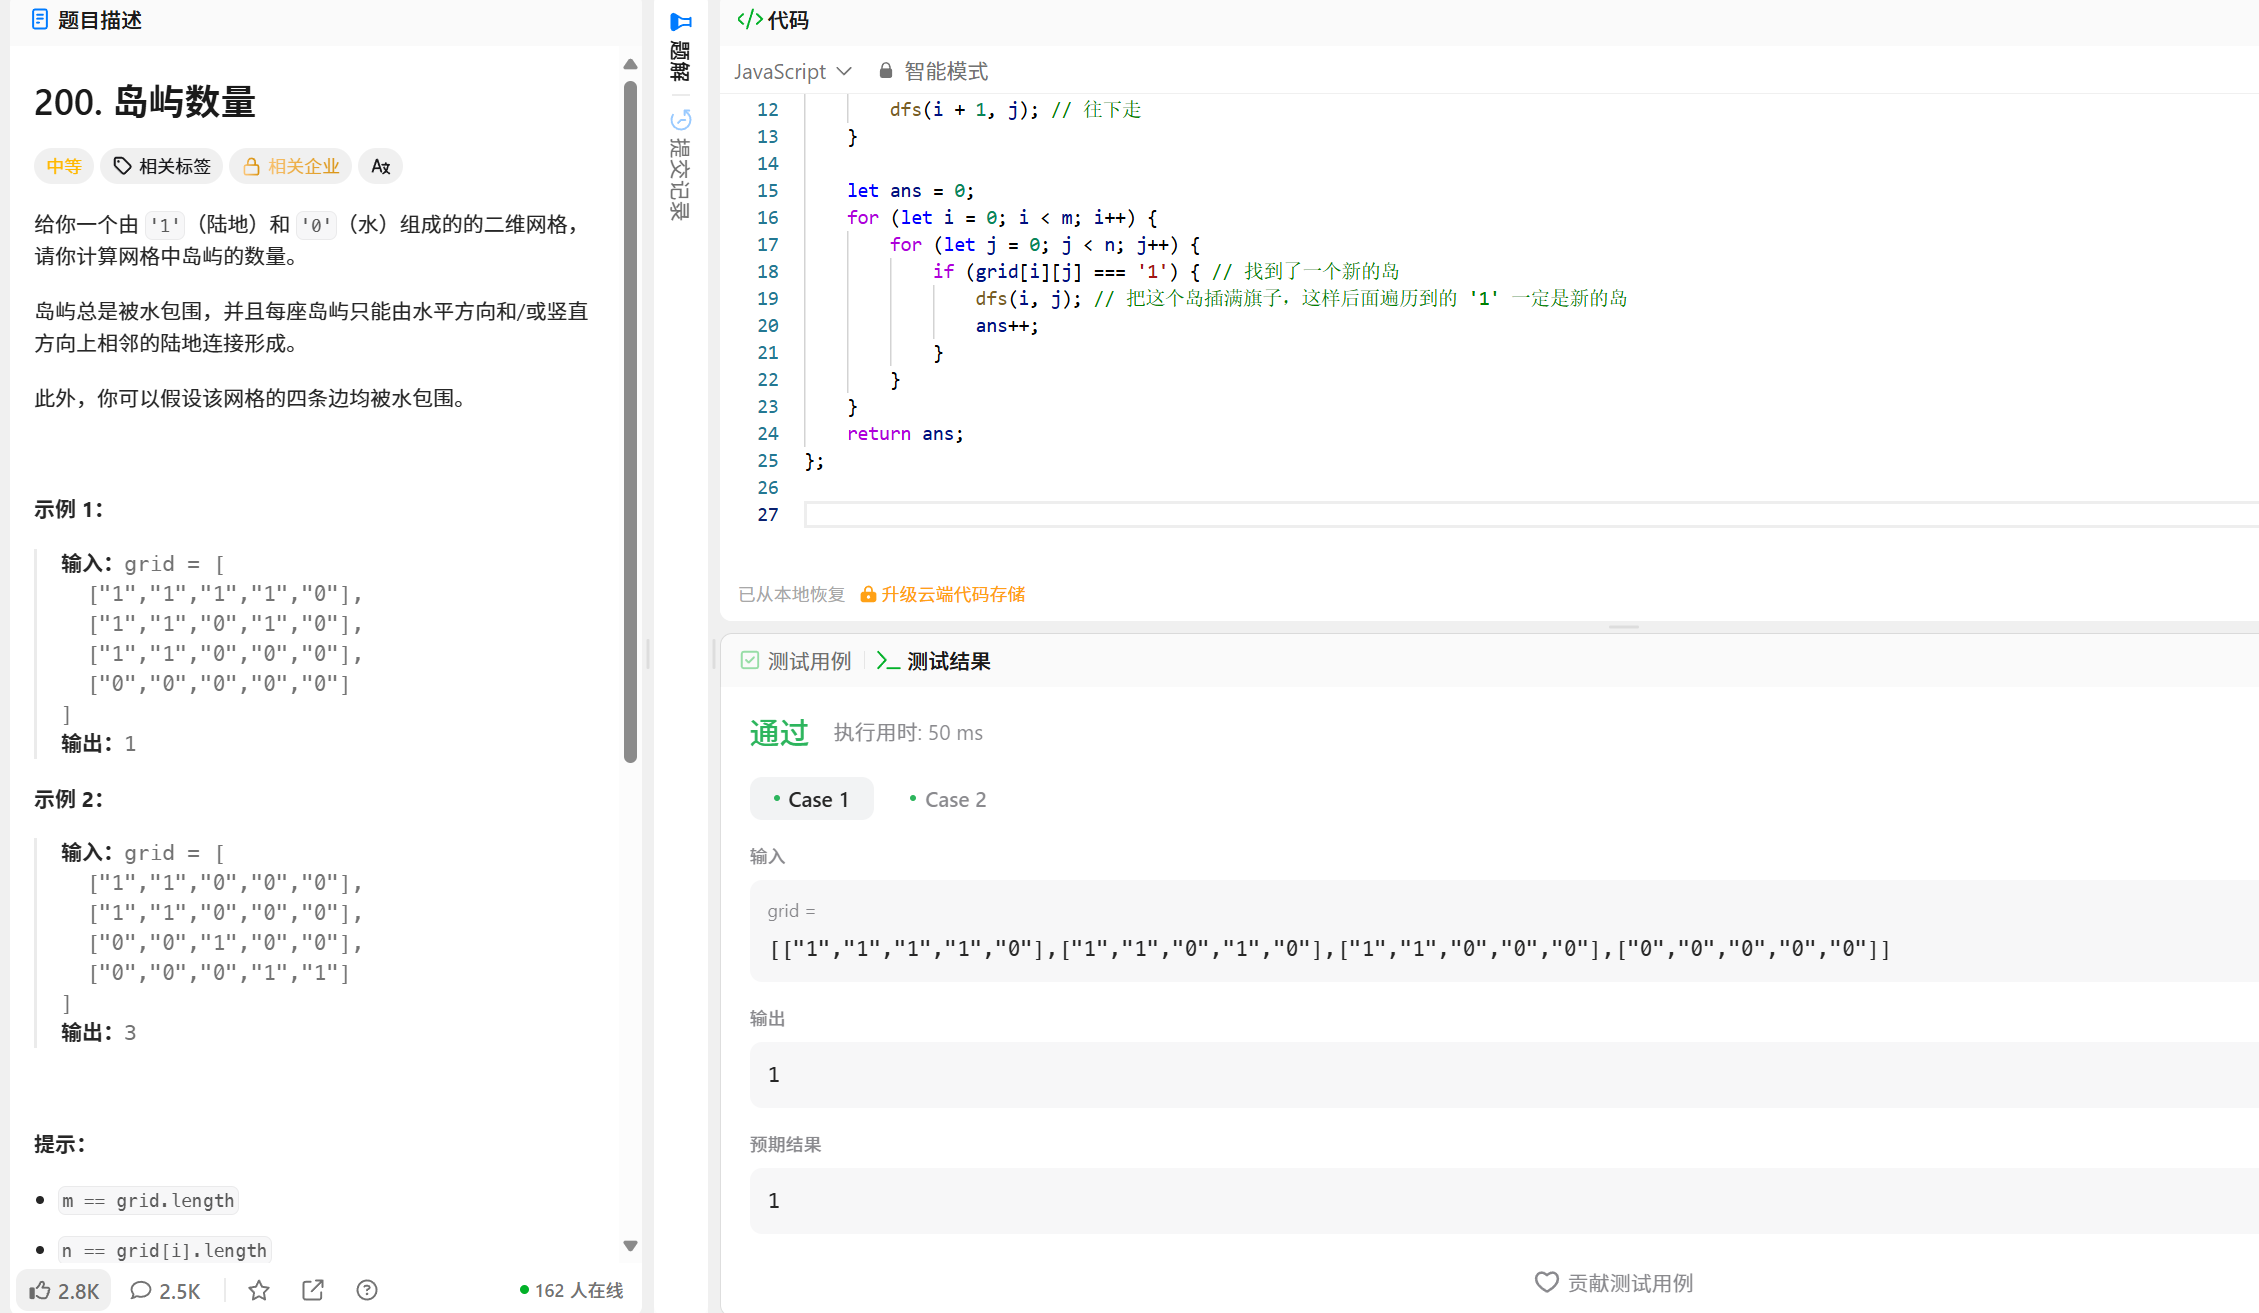 题目描述
200. 岛屿数量
中等 相关标签 相关企业
给你一个由 '1'（陆地）和 '0'（水）组成的的二维网格，
请你计算网格中岛屿的数量。
岛屿总是被水包围，并且每座岛屿只能由水平方向和/或竖直
方向上相邻的陆地连接形成。
此外，你可以假设该网格的四条边均被水包围。
示例 1：
输入：grid = [
["1","1","1","1","0"],
["1","1","0","1","0"],
["1","1","0","0","0"],
["0","0","0","0","0"]
]
输出：1
示例 2：
输入：grid = [
["1","1","0","0","0"],
["1","1","0","0","0"],
["0","0","1","0","0"],
["0","0","0","1","1"]
]
输出：3
提示：
m == grid.length
n == grid[i].length
2.8K 2.5K 162 人在线
题解
提交记录
代码
JavaScript 智能模式
12 dfs(i + 1, j); // 往下走
13 }
14
15 let ans = 0;
16 for (let i = 0; i < m; i++) {
17 for (let j = 0; j < n; j++) {
18 if (grid[i][j] === '1') { // 找到了一个新的岛
19 dfs(i, j); // 把这个岛插满旗子，这样后面遍历到的 '1' 一定是新的岛
20 ans++;
21 }
22 }
23 }
24 return ans;
25 };
26
27
已从本地恢复 升级云端代码存储
测试用例 测试结果
通过 执行用时: 50 ms
Case 1 Case 2
输入
grid =
[["1","1","1","1","0"],["1","1","0","1","0"],["1","1","0","0","0"],["0","0","0","0","0"]]
输出
1
预期结果
1
贡献测试用例